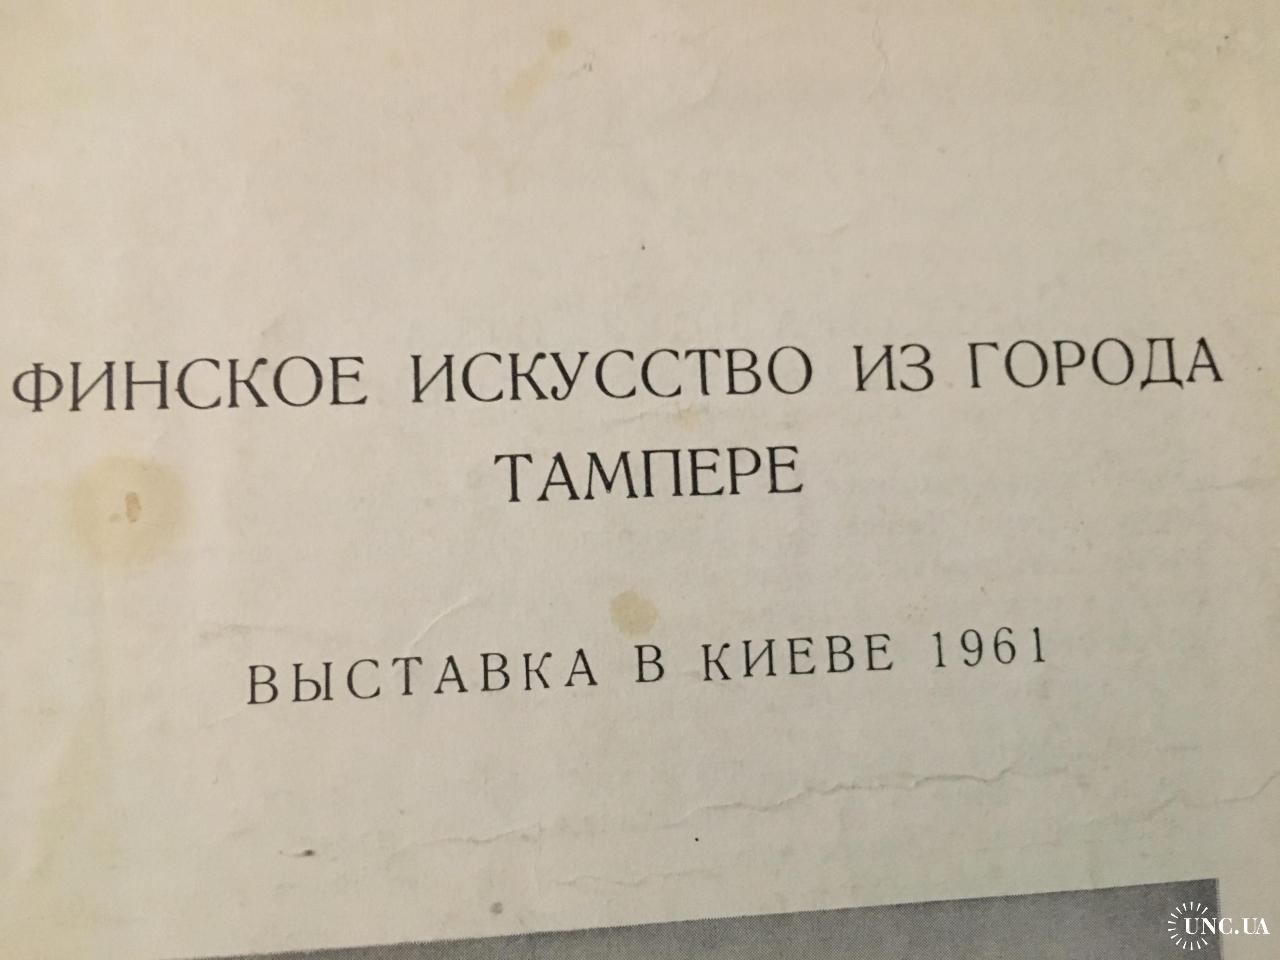 ФИНСКОЕ ИСКУССТВО ИЗ ГОРОДА
ТАМПЕРЕ
ВЫСТАВКА В КИЕВЕ 1961
UNC.UA